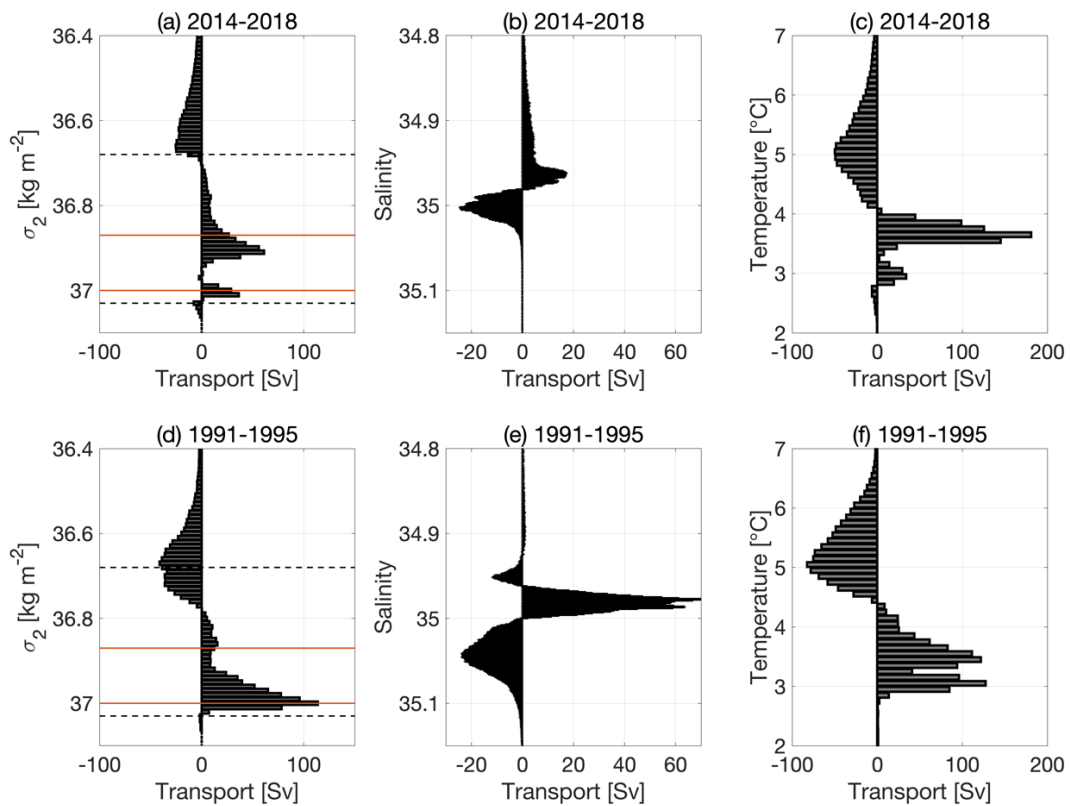 (a) 2014-2018
(b) 2014-2018
(c) 2014-2018
36.4
36.6
36.8
37
σ2 [kg m-2]
-100
0
100
Transport [Sv]
34.8
34.9
35
35.1
Salinity
-20
0
20
40
60
Transport [Sv]
7
6
5
4
3
2
Temperature [°C]
-100
0
100
200
Transport [Sv]
(d) 1991-1995
(e) 1991-1995
(f) 1991-1995
36.4
36.6
36.8
37
σ2 [kg m-2]
-100
0
100
Transport [Sv]
34.8
34.9
35
35.1
Salinity
-20
0
20
40
60
Transport [Sv]
7
6
5
4
3
2
Temperature [°C]
-100
0
100
200
Transport [Sv]